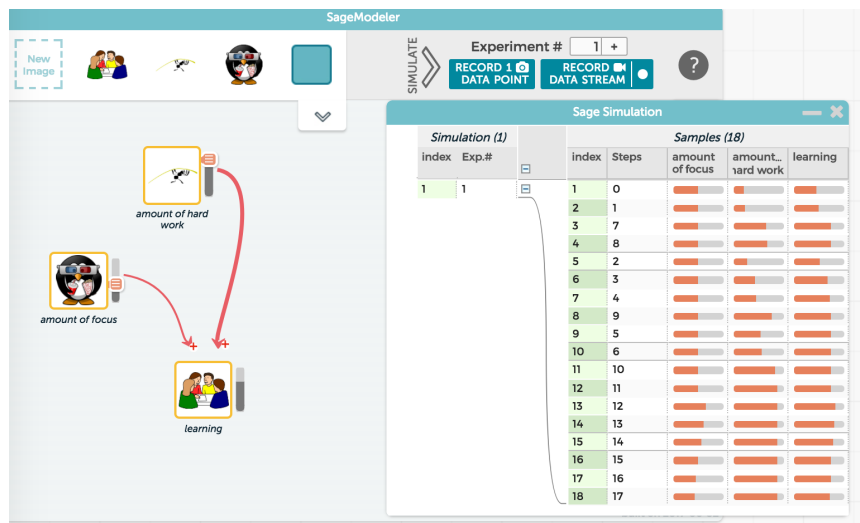 SageModeler
New
Image
SIMULATE
Experiment # 1 +
RECORD 1
DATA POINT
RECORD
DATA STREAM
?
Sage Simulation
Simulation (1)
Samples (18)
index Exp.#
index Steps amount
of focus amount...
hard work learning
1 1
1 0
2 1
3 7
4 8
5 2
6 3
7 4
8 9
9 5
10 6
11 10
12 11
13 12
14 13
15 14
16 15
17 16
18 17
amount of hard
work
amount of focus
+ +
learning